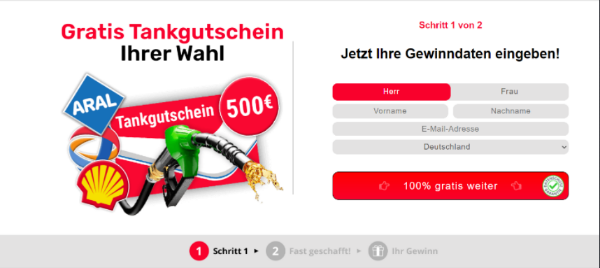 Gratis Tankgutschein
Ihrer Wahl
ARAL
Tankgutschein
500€
Schritt 1 von 2
Jetzt Ihre Gewinndaten eingeben!
Herr
Frau
Vorname
Nachname
E-Mail-Adresse
Deutschland
100% gratis weiter
1 Schritt 1
2 Fast geschafft!
Ihr Gewinn